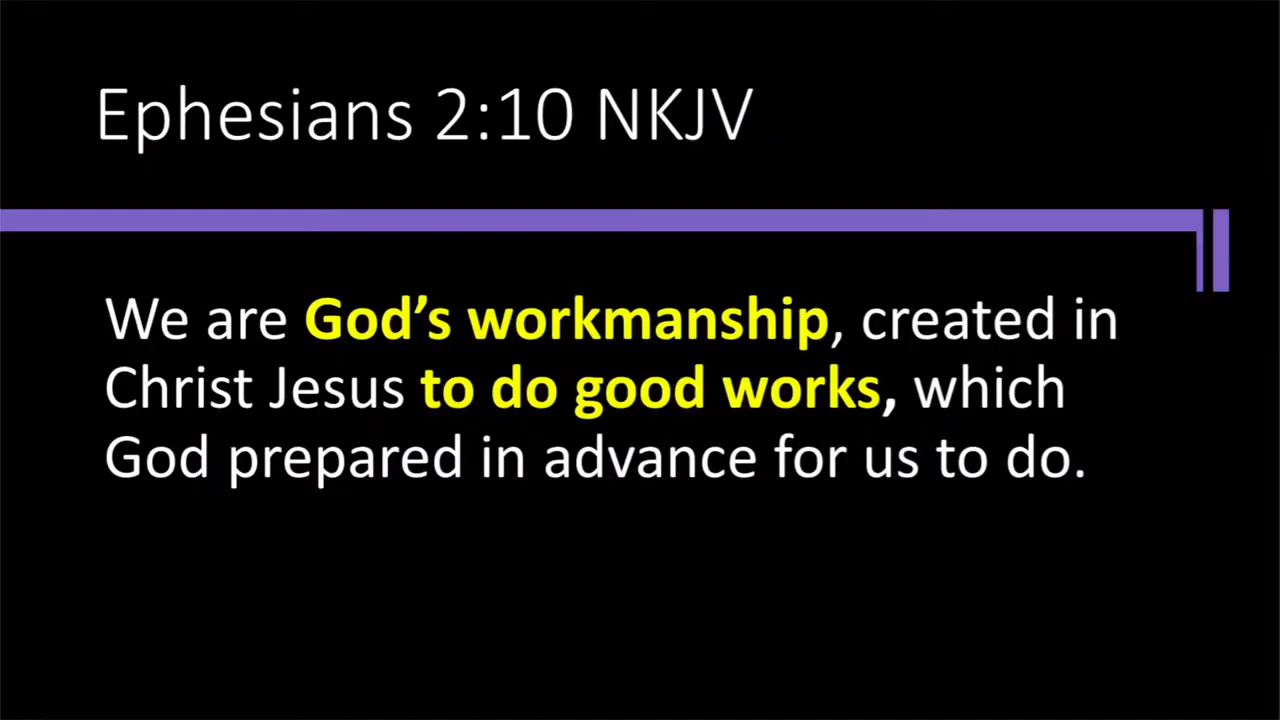 Ephesians 2:10 NKJV
We are God’s workmanship, created in
Christ Jesus to do good works, which
God prepared in advance for us to do.